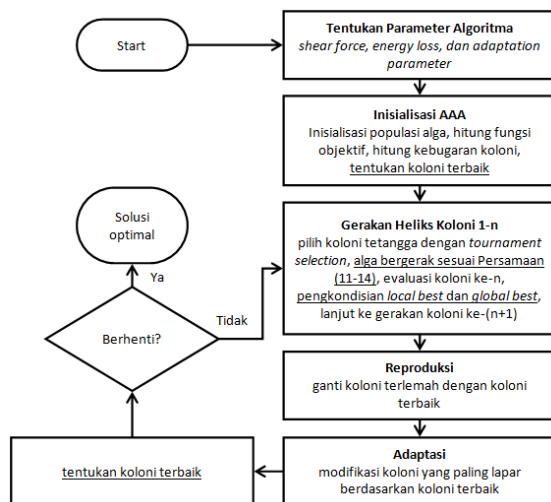 Start
Tentukan Parameter Algoritma
shear force, energy loss, dan adaptation
parameter
Inisialisasi AAA
Inisialisasi populasi alga, hitung fungsi
objektif, hitung kebugaran koloni,
tentukan koloni terbaik
Gerakan Heliks Koloni 1-n
pilih koloni tetangga dengan tournament
selection, alga bergerak sesuai Persamaan
(11-14), evaluasi koloni ke-n,
pengkondisian local best dan global best,
lanjut ke gerakan koloni ke-(n+1)
Reproduksi
ganti koloni terlemah dengan koloni
terbaik
Adaptasi
modifikasi koloni yang paling lapar
berdasarkan koloni terbaik
tentukan koloni terbaik
Berhenti?
Tidak
Ya
Solusi
optimal